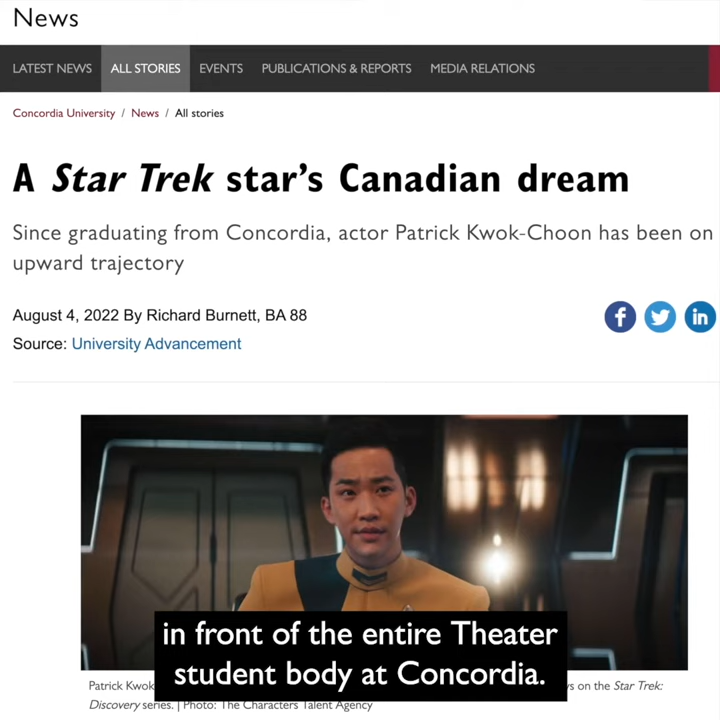 News
LATEST NEWS ALL STORIES EVENTS PUBLICATIONS & REPORTS MEDIA RELATIONS
Concordia University / News / All stories
A Star Trek star's Canadian dream
Since graduating from Concordia, actor Patrick Kwok-Choon has been on
upward trajectory
August 4, 2022 By Richard Burnett, BA 88
Source: University Advancement
f in
in front of the entire Theater
student body at Concordia.
Patrick Kwok on the Star Trek:
Discovery series. | Photo: The Characters Talent Agency